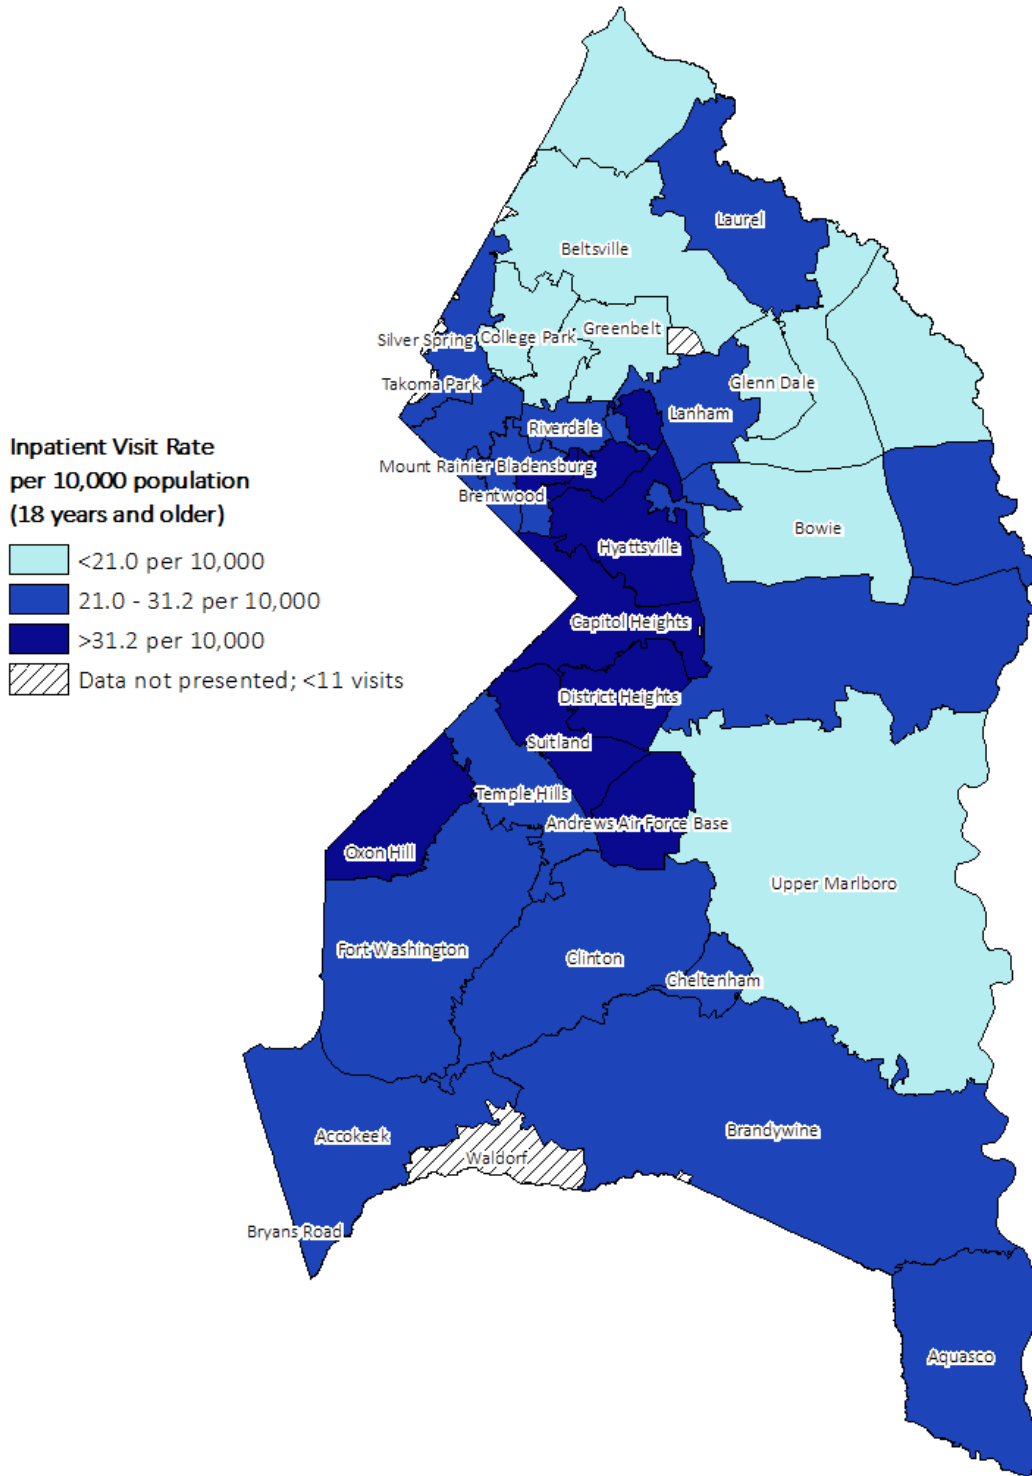 Laurel
Beltsville
Greenbelt
Silver Spring
College Park
Takoma Park
Glenn Dale
Lanham
Riverdale
Inpatient Visit Rate
per 10,000 population
(18 years and older)
<21.0 per 10,000
21.0 - 31.2 per 10,000
>31.2 per 10,000
Data not presented; <11 visits
Mount Rainier
Bladensburg
Brentwood
Bowie
Hyattsville
Capitol Heights
District Heights
Suitland
Temple Hills
Andrews Air Force Base
Oxon Hill
Upper Marlboro
Fort Washington
Clinton
Cheltenham
Accokeek
Brandywine
Waldorf
Bryans Road
Aquasco